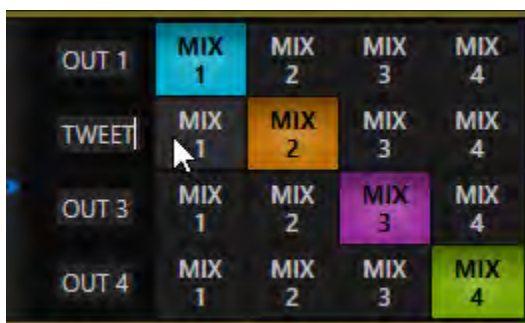 OUT 1 MIX 1 MIX 2 MIX 3 MIX 4
TWEET MIX 1 MIX 2 MIX 3 MIX 4
OUT 3 MIX 1 MIX 2 MIX 3 MIX 4
OUT 4 MIX 1 MIX 2 MIX 3 MIX 4